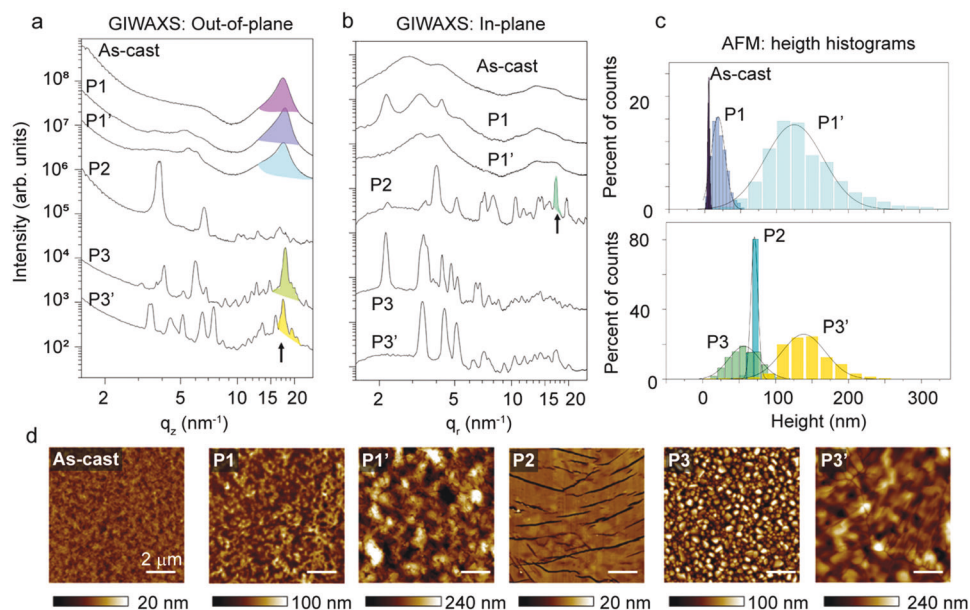 a
GIWAXS: Out-of-plane
As-cast
P1
P1'
P2
P3
P3'
10⁸
10⁷
10⁶
10⁵
10⁴
10³
10²
Intensity (arb. units)
2 5 10 20
q_z (nm⁻¹)
b
GIWAXS: In-plane
As-cast
P1
P1'
P2
P3
P3'
2 5 10 15 20
q_r (nm⁻¹)
c
AFM: heigth histograms
As-cast
P1
P1'
20
0
Percent of counts
P2
P3
P3'
80
40
0
Percent of counts
0 100 200 300
Height (nm)
d
As-cast
2 μm
20 nm
P1
100 nm
P1'
240 nm
P2
20 nm
P3
100 nm
P3'
240 nm